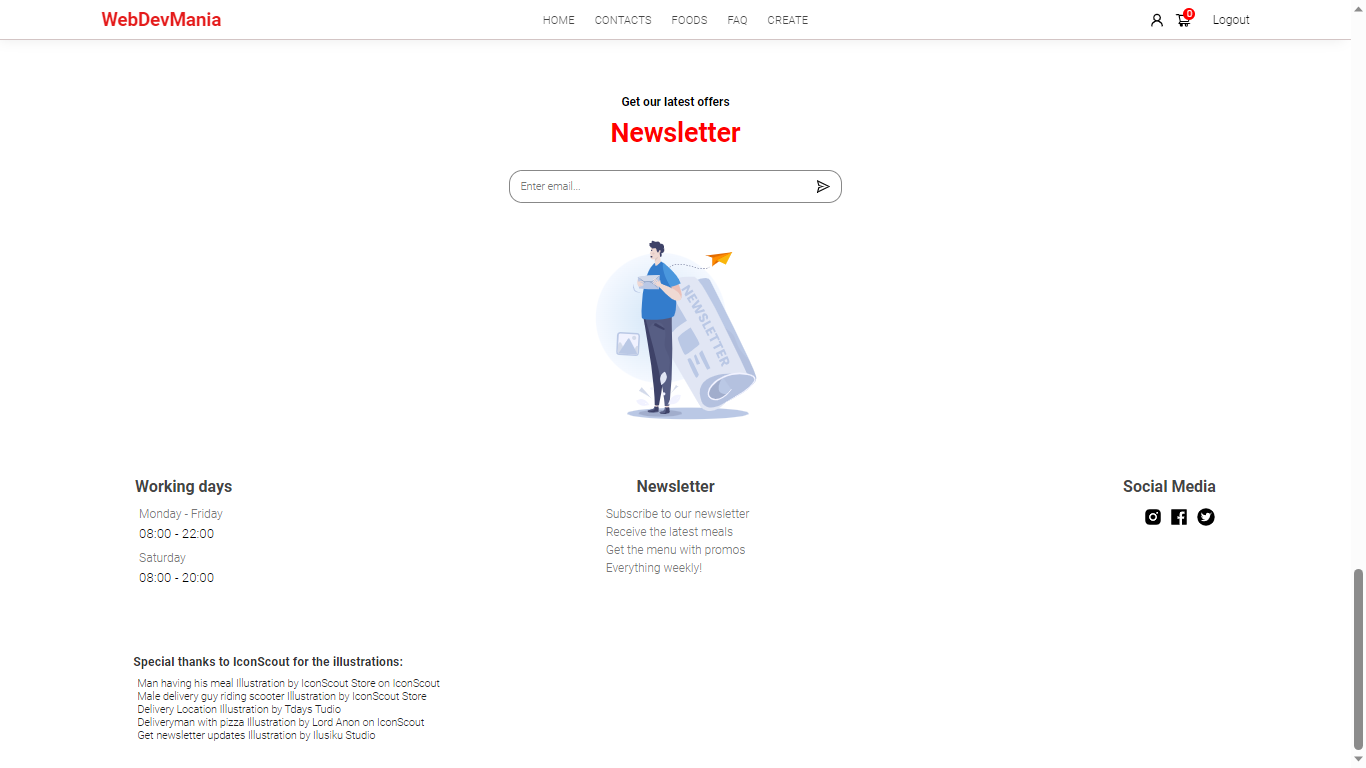 WebDevMania
HOME CONTACTS FOODS FAQ CREATE
0
Logout
Get our latest offers
Newsletter
Enter email...
NEWSLETTER
Working days
Monday - Friday
08:00 - 22:00
Saturday
08:00 - 20:00
Newsletter
Subscribe to our newsletter
Receive the latest meals
Get the menu with promos
Everything weekly!
Social Media
Special thanks to IconScout for the illustrations:
Man having his meal Illustration by IconScout Store on IconScout
Male delivery guy riding scooter Illustration by IconScout Store
Delivery Location Illustration by Tdays Tudio
Deliveryman with pizza Illustration by Lord Anon on IconScout
Get newsletter updates Illustration by Ilusiku Studio